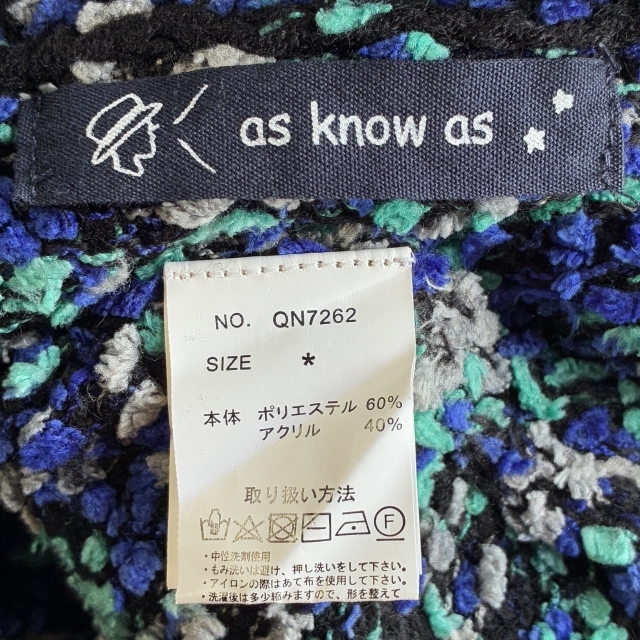 as know as
NO. QN7262
SIZE *
本体 ポリエステル 60%
アクリル 40%
取り扱い方法
F
・中性洗剤使用
・もみ洗いは避け、押し洗いをして下さい。
・アイロンの際はあて布を使用して下さい。
・洗濯後は多少縮みますので、形を整えて